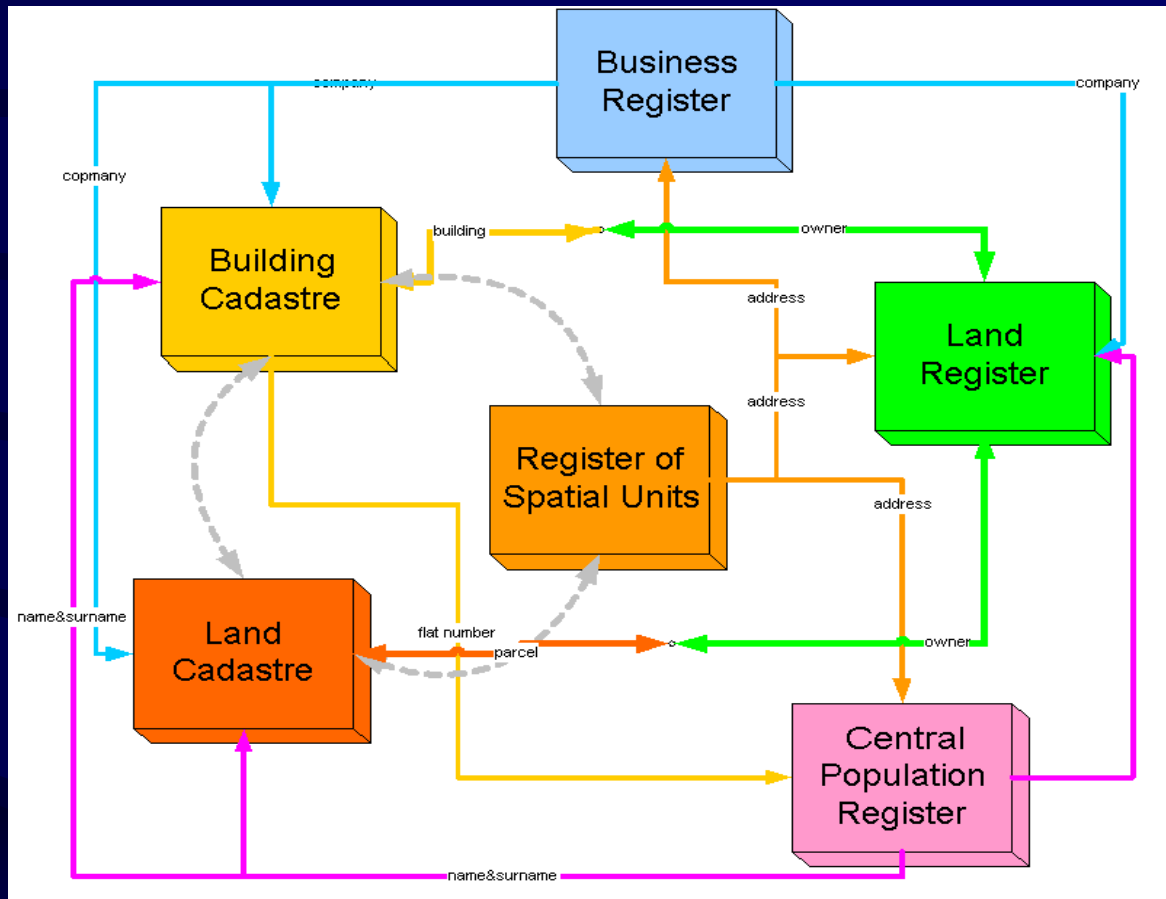 Business
Register
company
company
copmany
Building
Cadastre
building
owner
address
Land
Register
address
Register of
Spatial Units
address
name&surname
Land
Cadastre
flat number
parcel
owner
Central
Population
Register
name&surname